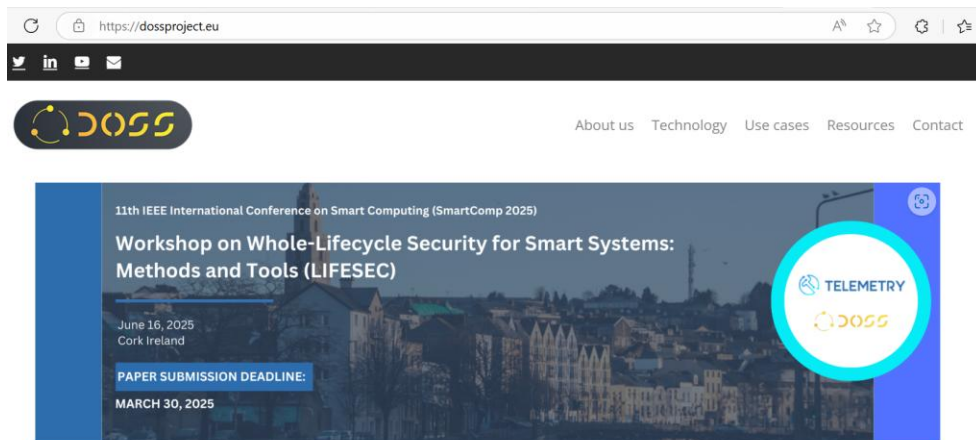 https://dossproject.eu
DOSS
About us Technology Use cases Resources Contact
11th IEEE International Conference on Smart Computing (SmartComp 2025)
Workshop on Whole-Lifecycle Security for Smart Systems:
Methods and Tools (LIFESEC)
TELEMETRY
DOSS
June 16, 2025
Cork Ireland
PAPER SUBMISSION DEADLINE:
MARCH 30, 2025